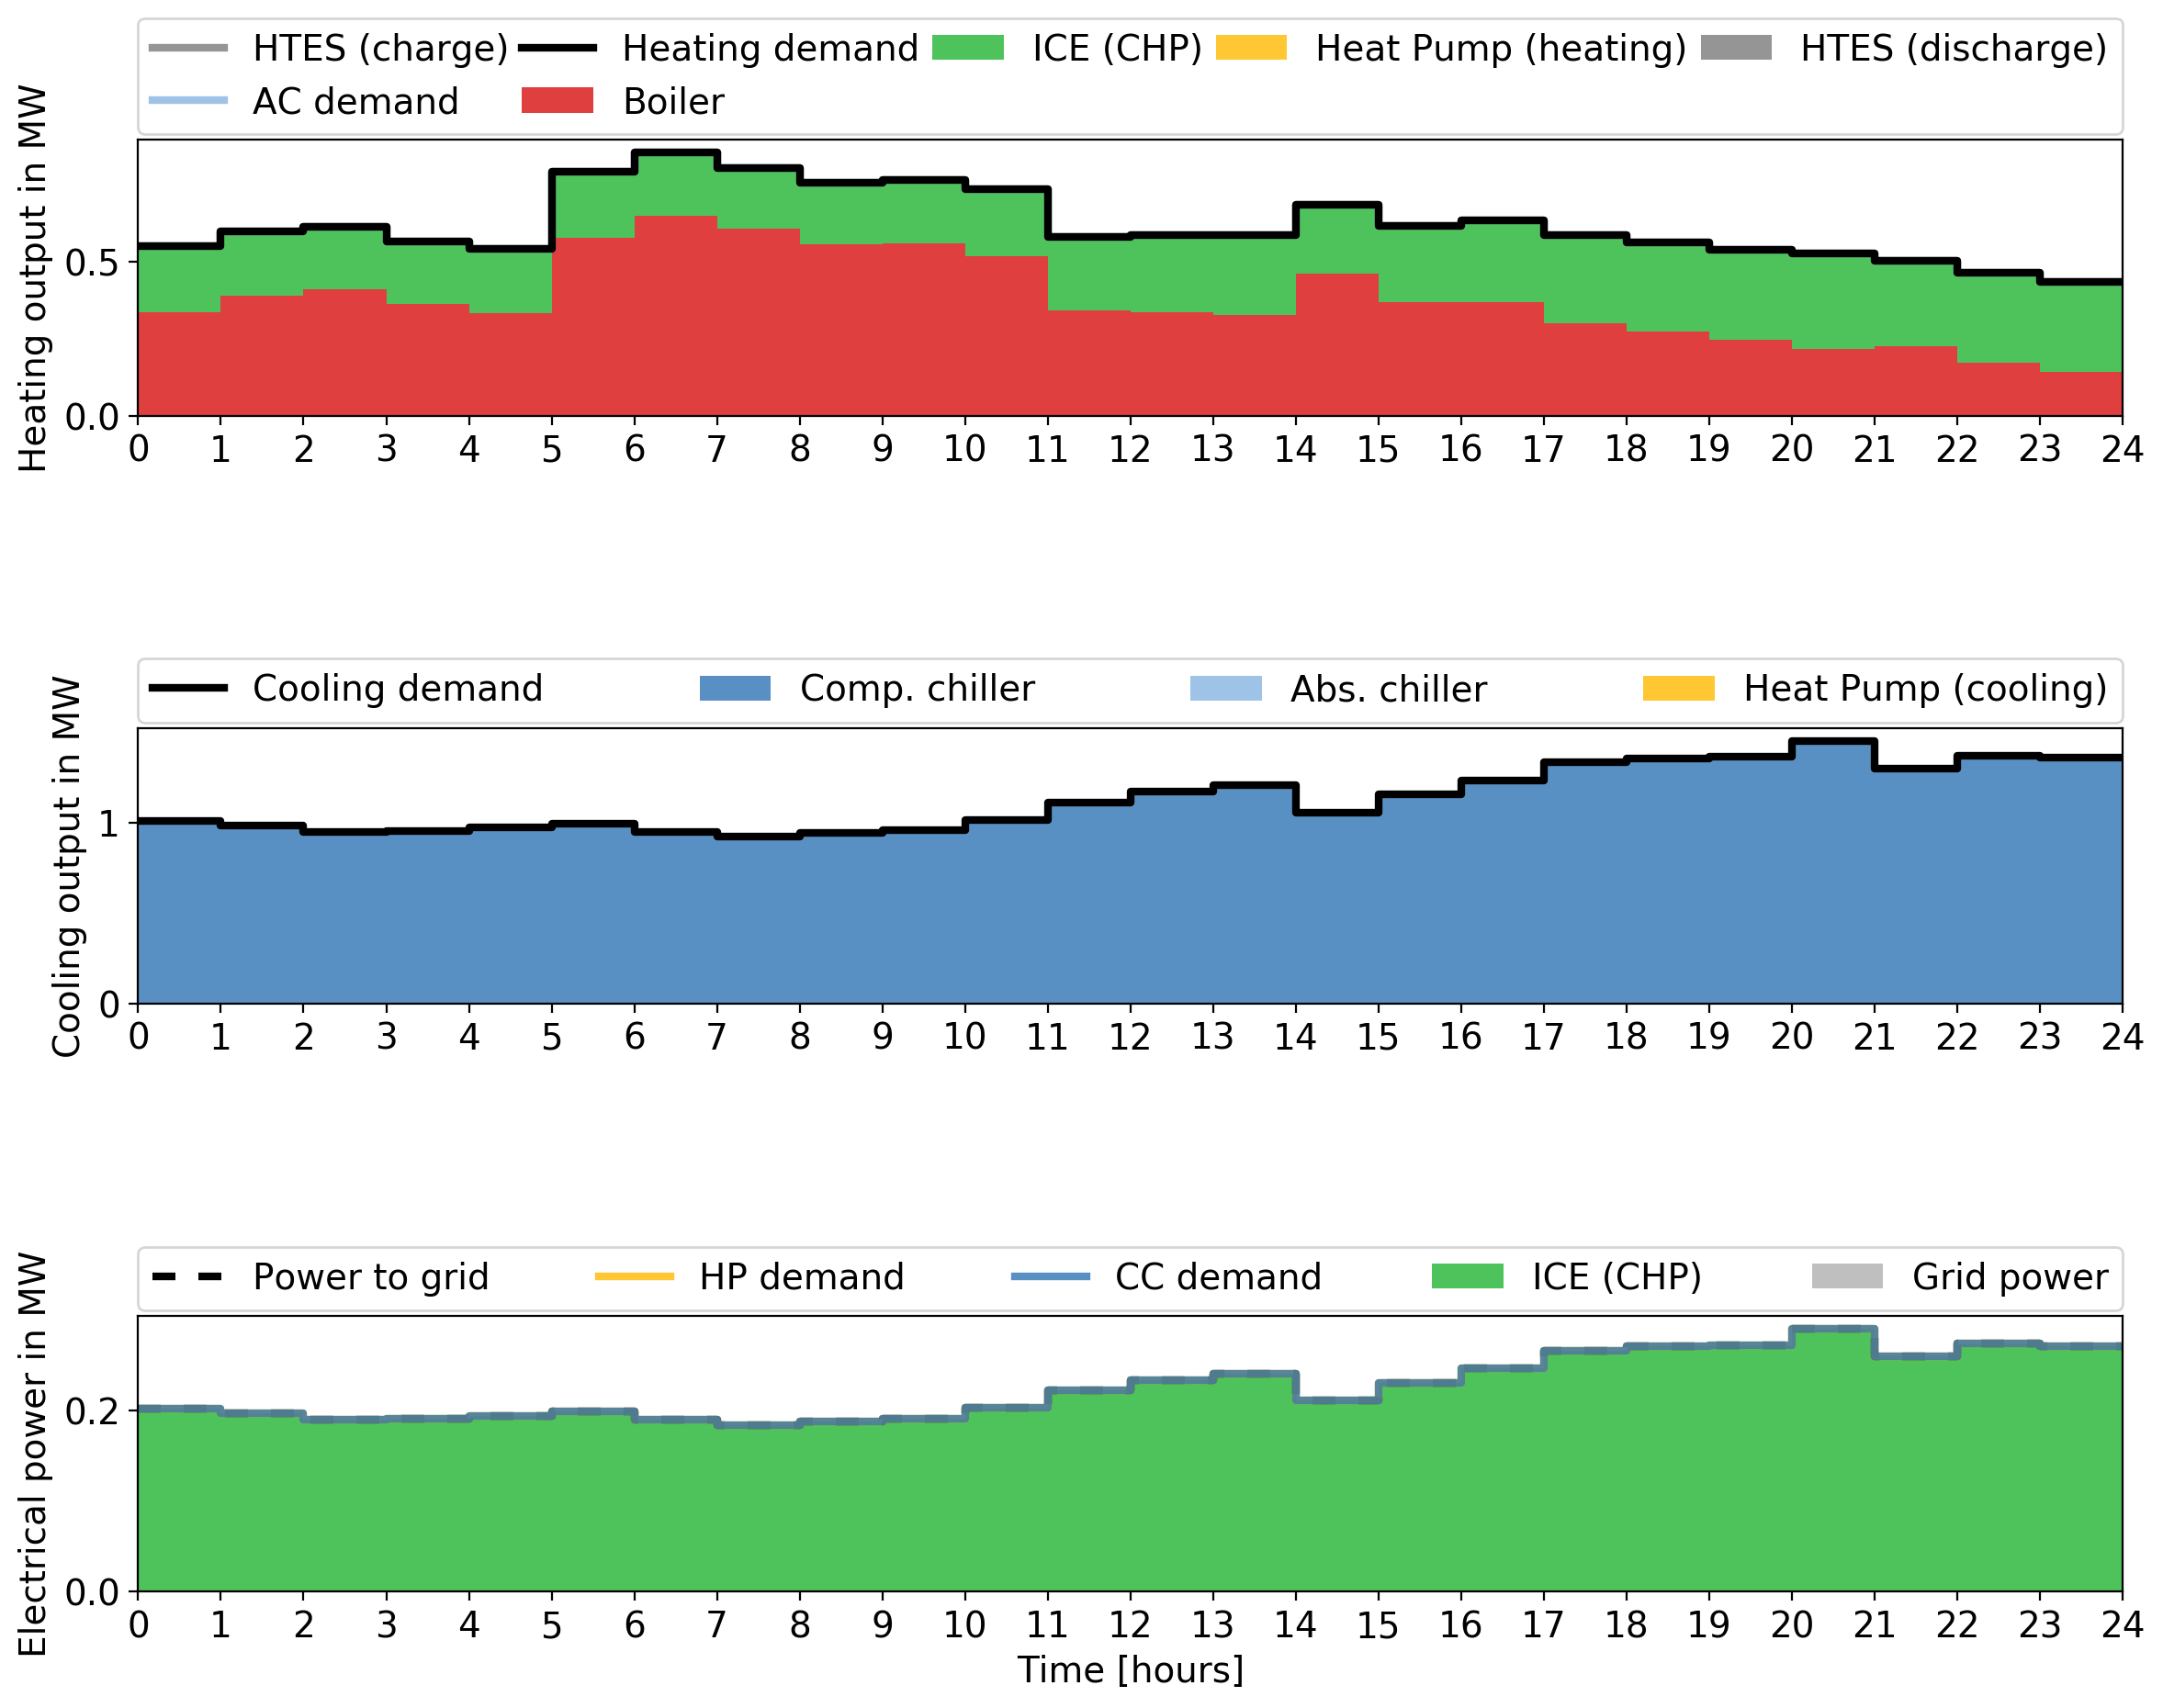 HTES (charge) Heating demand ICE (CHP) Heat Pump (heating) HTES (discharge)
AC demand Boiler
Heating output in MW
0.5
0.0
0 1 2 3 4 5 6 7 8 9 10 11 12 13 14 15 16 17 18 19 20 21 22 23 24
Cooling demand Comp. chiller Abs. chiller Heat Pump (cooling)
Cooling output in MW
1
0
0 1 2 3 4 5 6 7 8 9 10 11 12 13 14 15 16 17 18 19 20 21 22 23 24
Power to grid HP demand CC demand ICE (CHP) Grid power
Electrical power in MW
0.2
0.0
0 1 2 3 4 5 6 7 8 9 10 11 12 13 14 15 16 17 18 19 20 21 22 23 24
Time [hours]